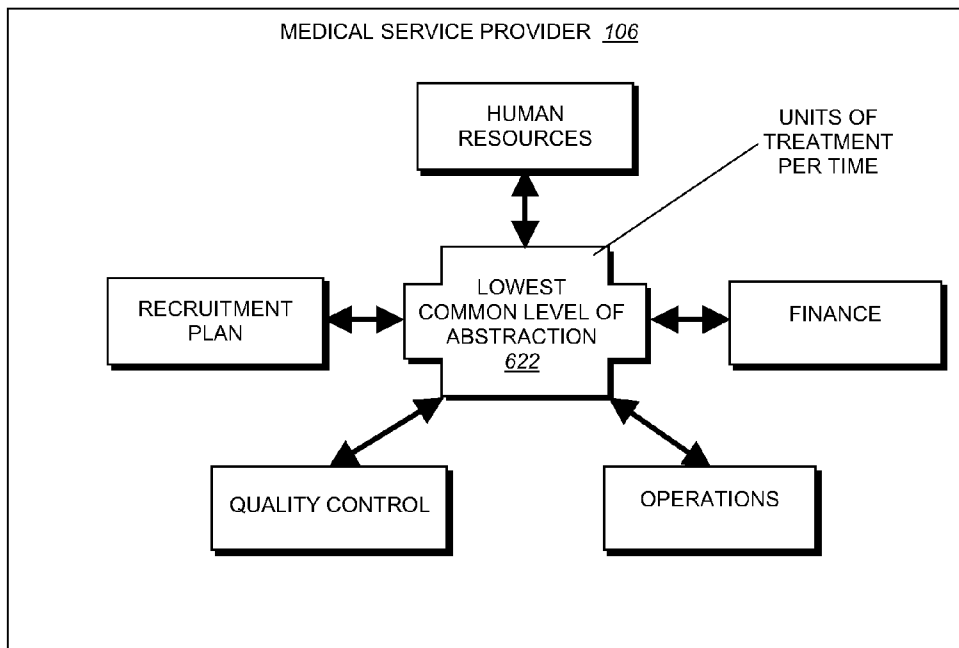 MEDICAL SERVICE PROVIDER 106
HUMAN
RESOURCES
UNITS OF
TREATMENT
PER TIME
RECRUITMENT
PLAN
LOWEST
COMMON LEVEL OF
ABSTRACTION
622
FINANCE
QUALITY CONTROL
OPERATIONS